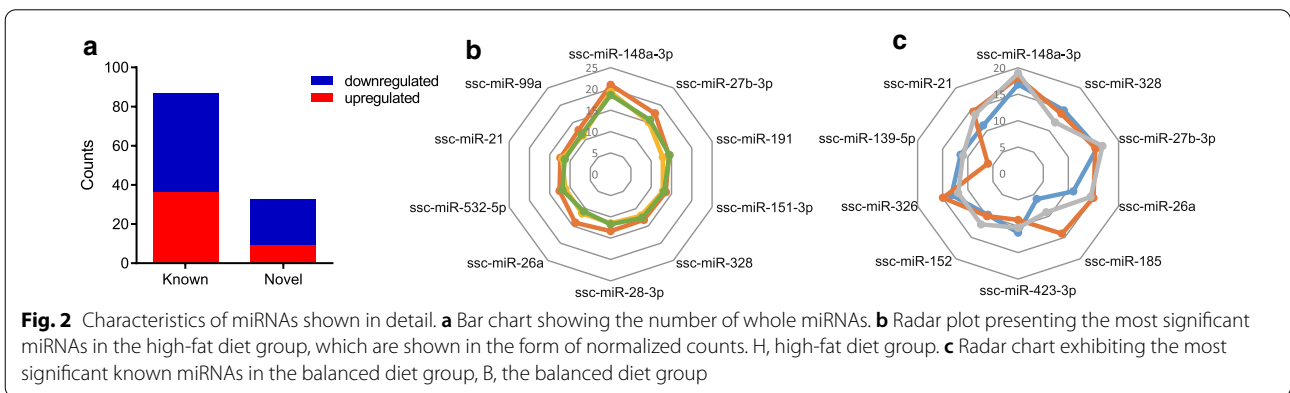 a
100
80
60
40
20
0
Counts
Known
Novel
downregulated
upregulated
b
ssc-miR-148a-3p
ssc-miR-27b-3p
ssc-miR-191
ssc-miR-151-3p
ssc-miR-328
ssc-miR-28-3p
ssc-miR-26a
ssc-miR-532-5p
ssc-miR-21
ssc-miR-99a
25
20
15
10
5
0
c
ssc-miR-148a-3p
ssc-miR-328
ssc-miR-27b-3p
ssc-miR-26a
ssc-miR-185
ssc-miR-423-3p
ssc-miR-152
ssc-miR-326
ssc-miR-139-5p
ssc-miR-21
20
15
10
5
0
Fig. 2 Characteristics of miRNAs shown in detail. a Bar chart showing the number of whole miRNAs. b Radar plot presenting the most significant
miRNAs in the high-fat diet group, which are shown in the form of normalized counts. H, high-fat diet group. c Radar chart exhibiting the most
significant known miRNAs in the balanced diet group, B, the balanced diet group